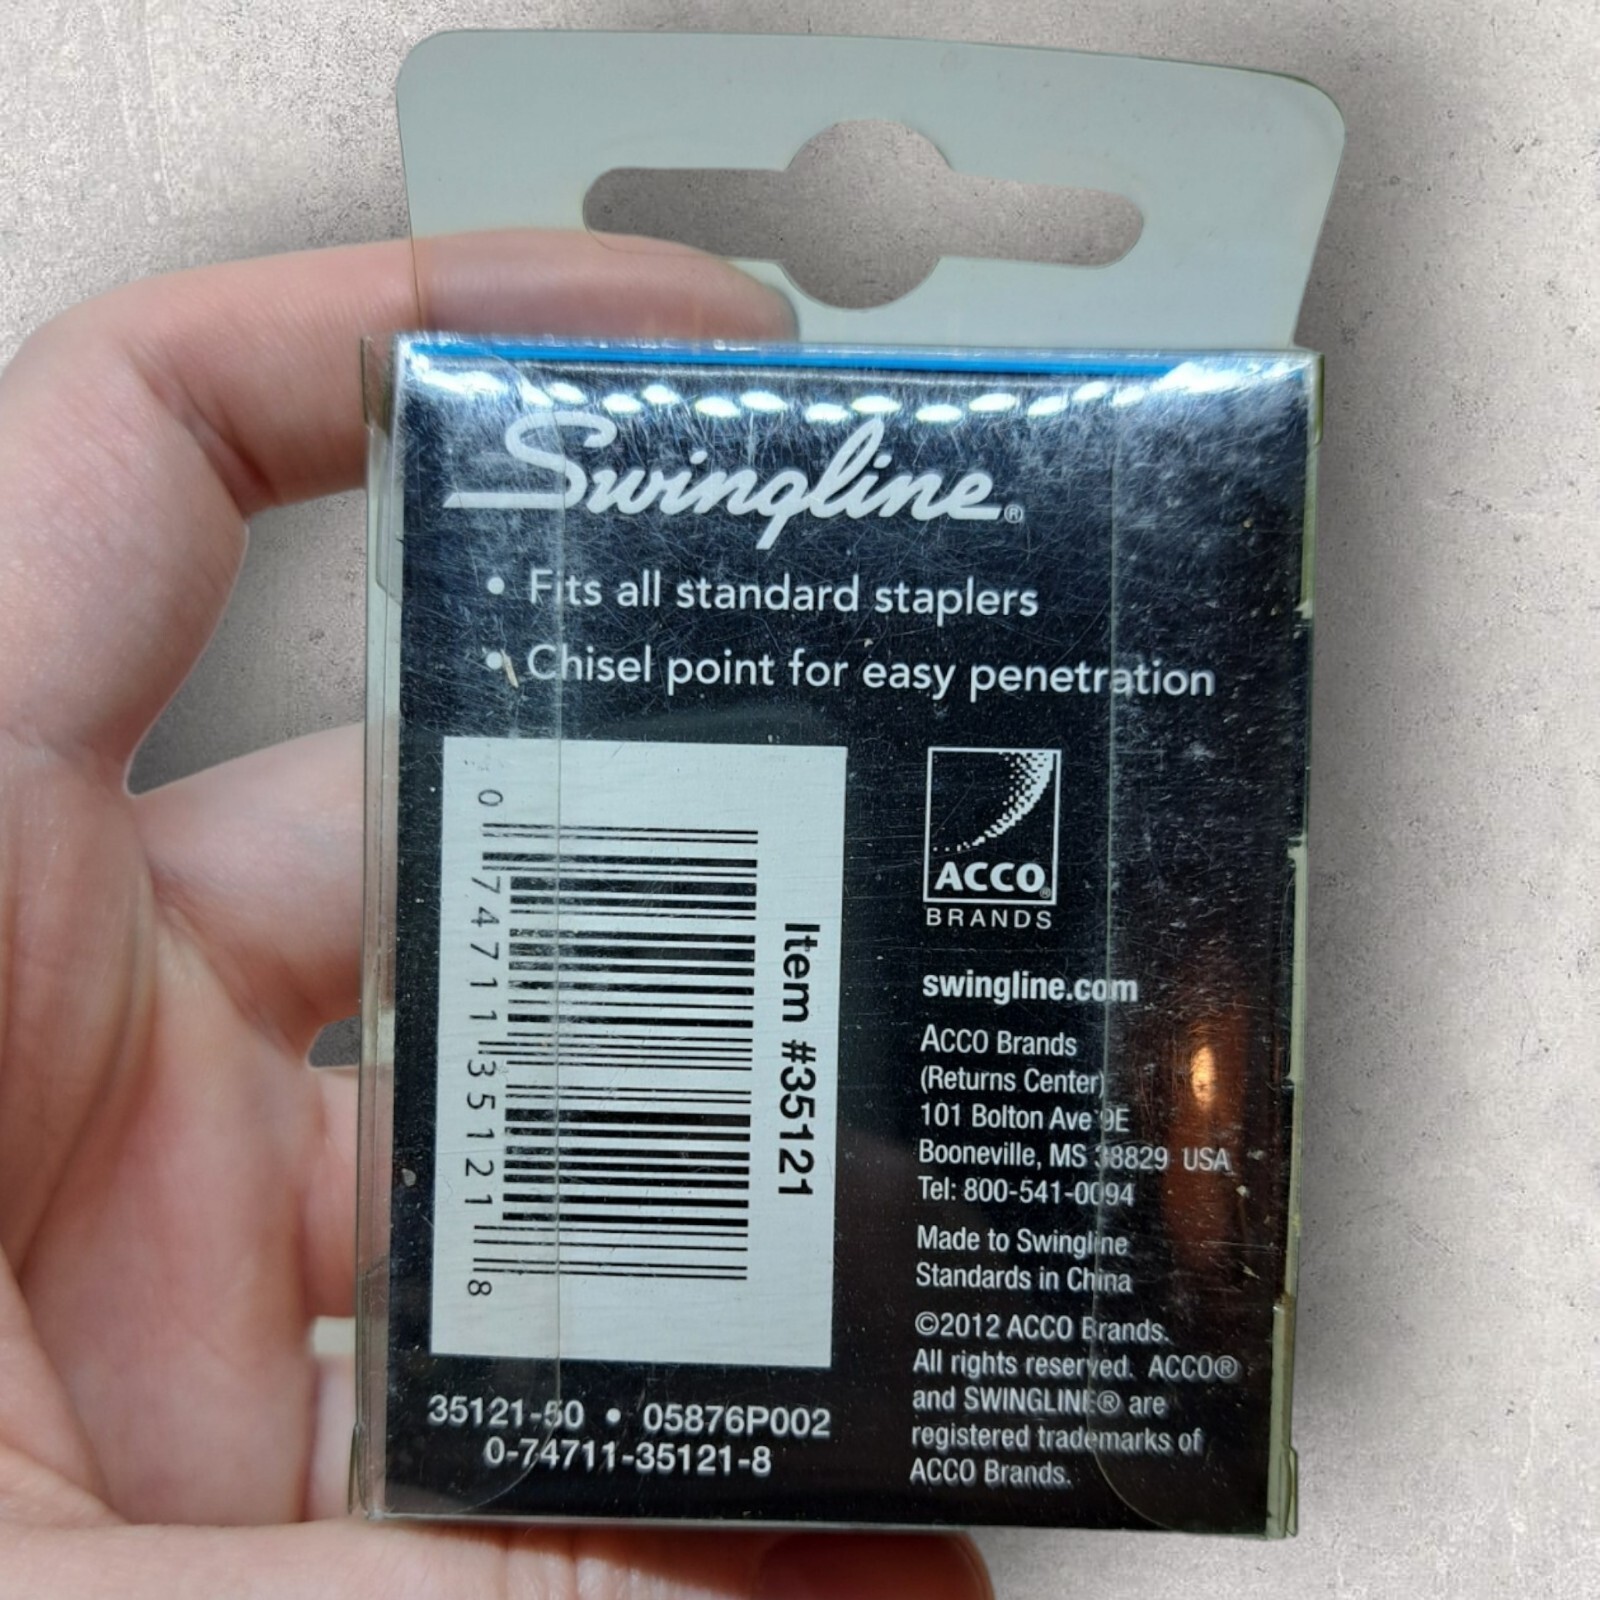 Swingline®
• Fits all standard staplers
• Chisel point for easy penetration
0 74711 35121 8
Item #35121
ACCO®
BRANDS
swingline.com
ACCO Brands
(Returns Center)
101 Bolton Ave 9E
Booneville, MS 38829 USA
Tel: 800-541-0094
Made to Swingline
Standards in China
©2012 ACCO Brands.
All rights reserved. ACCO®
and SWINGLINE® are
registered trademarks of
ACCO Brands.
35121-50 • 05876P002
0-74711-35121-8